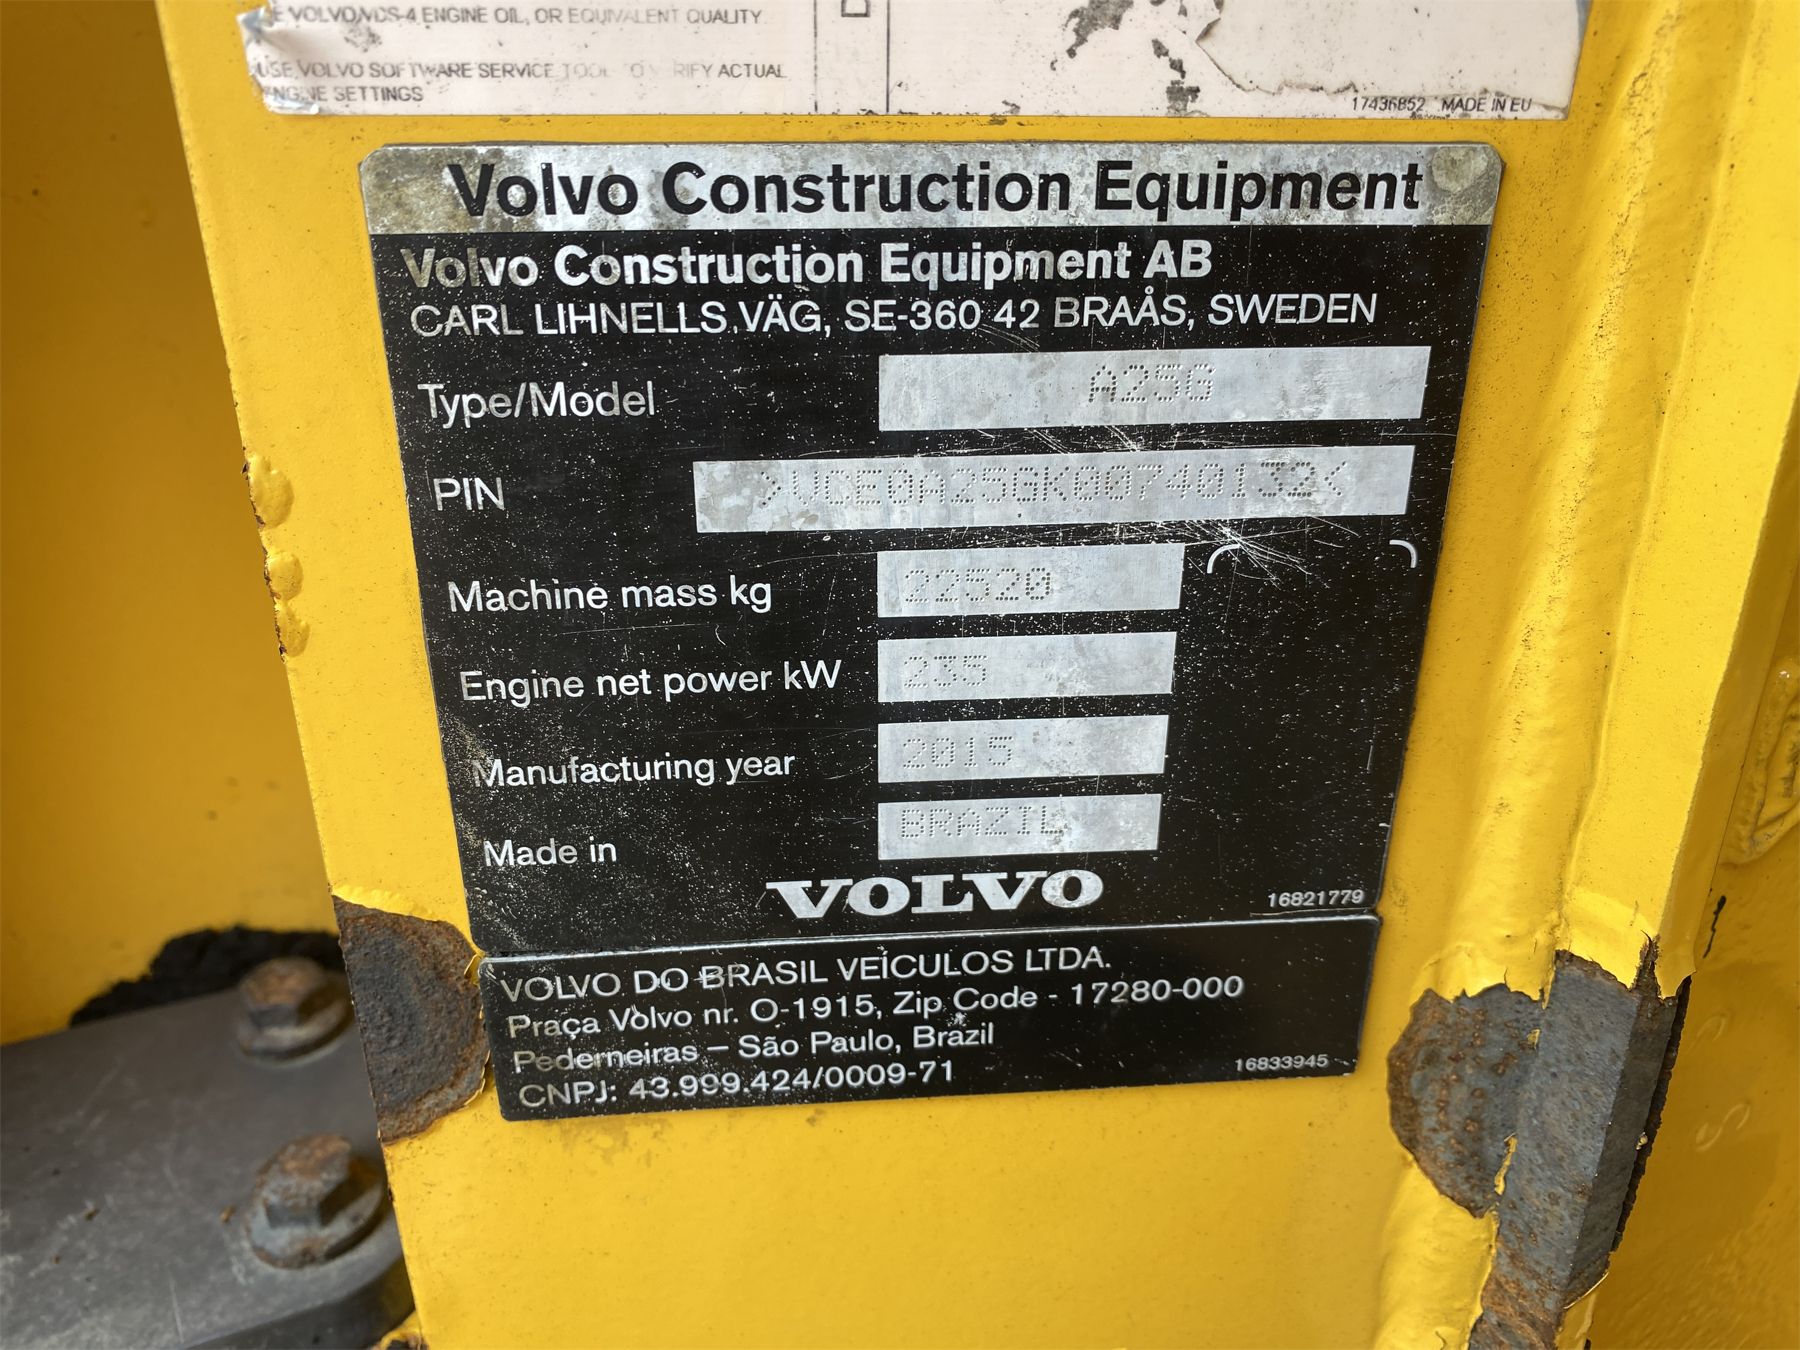 VOLVO VDS-4 ENGINE OIL, OR EQUIVALENT QUALITY
USE VOLVO SOFTWARE SERVICE TOOL TO VERIFY ACTUAL
ENGINE SETTINGS
17436852 MADE IN EU
Volvo Construction Equipment
Volvo Construction Equipment AB
CARL LIHNELLS VÄG, SE-360 42 BRAÅS, SWEDEN
Type/Model A25G
PIN >VCE0A25GK00740132<
Machine mass kg 22520
Engine net power kW 235
Manufacturing year 2015
Made in BRAZIL
VOLVO
16821779
VOLVO DO BRASIL VEÍCULOS LTDA.
Praça Volvo nr. O-1915, Zip Code - 17280-000
Pederneiras – São Paulo, Brazil
CNPJ: 43.999.424/0009-71
16833945